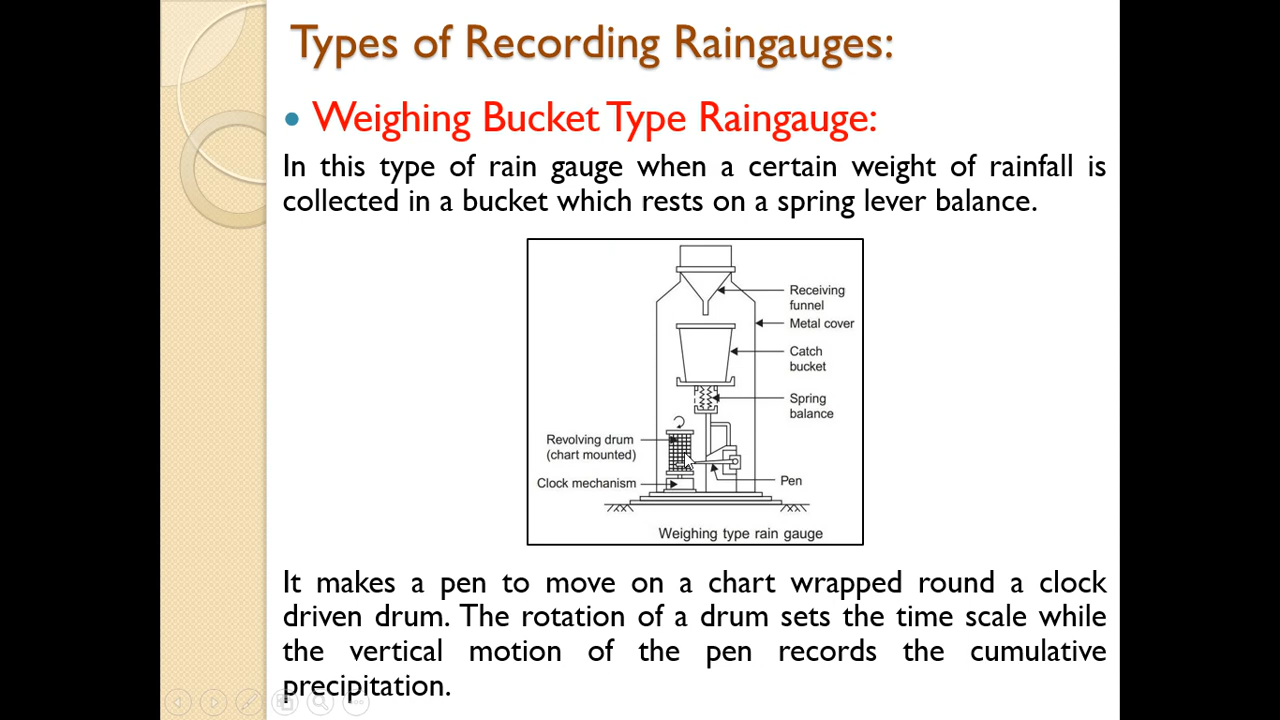 Types of Recording Raingauges:
• Weighing Bucket Type Raingauge:
In this type of rain gauge when a certain weight of rainfall is
collected in a bucket which rests on a spring lever balance.
Receiving
funnel
Metal cover
Catch
bucket
Spring
balance
Revolving drum
(chart mounted)
Clock mechanism
Pen
Weighing type rain gauge
It makes a pen to move on a chart wrapped round a clock
driven drum. The rotation of a drum sets the time scale while
the vertical motion of the pen records the cumulative
precipitation.